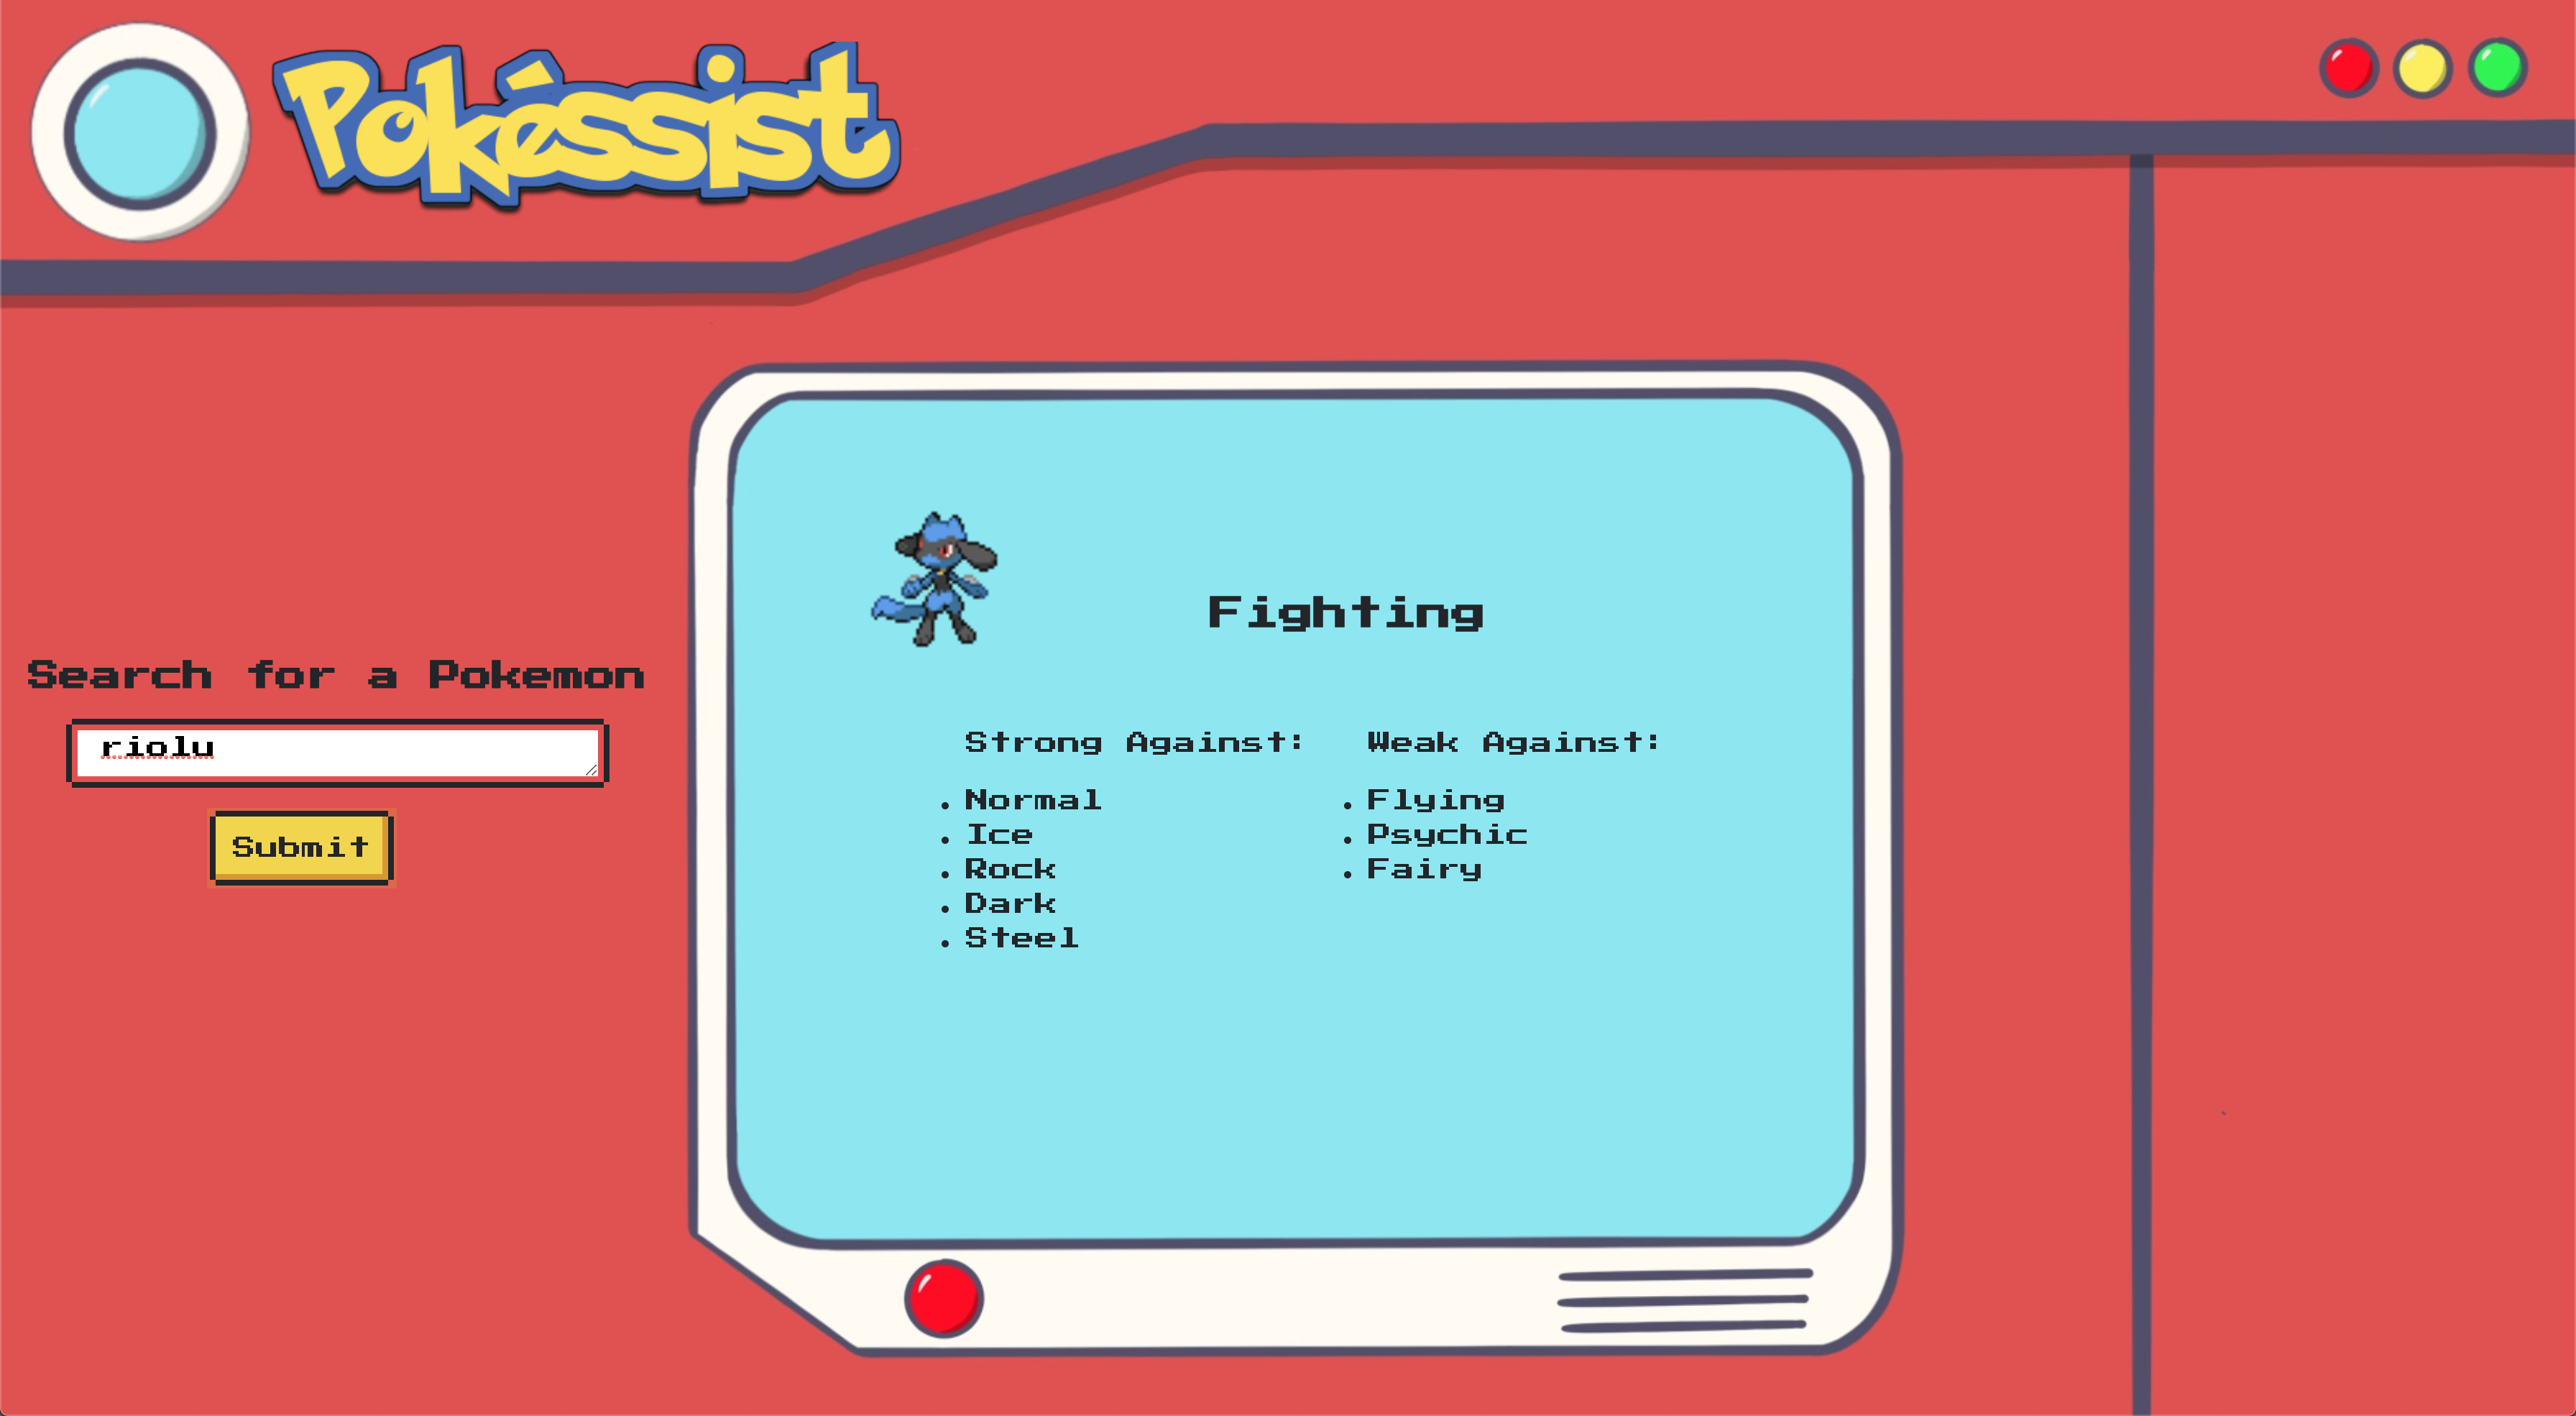 Pokéssist
Search for a Pokemon
riolu
Submit
Fighting
Strong Against:
• Normal
• Ice
• Rock
• Dark
• Steel
Weak Against:
• Flying
• Psychic
• Fairy